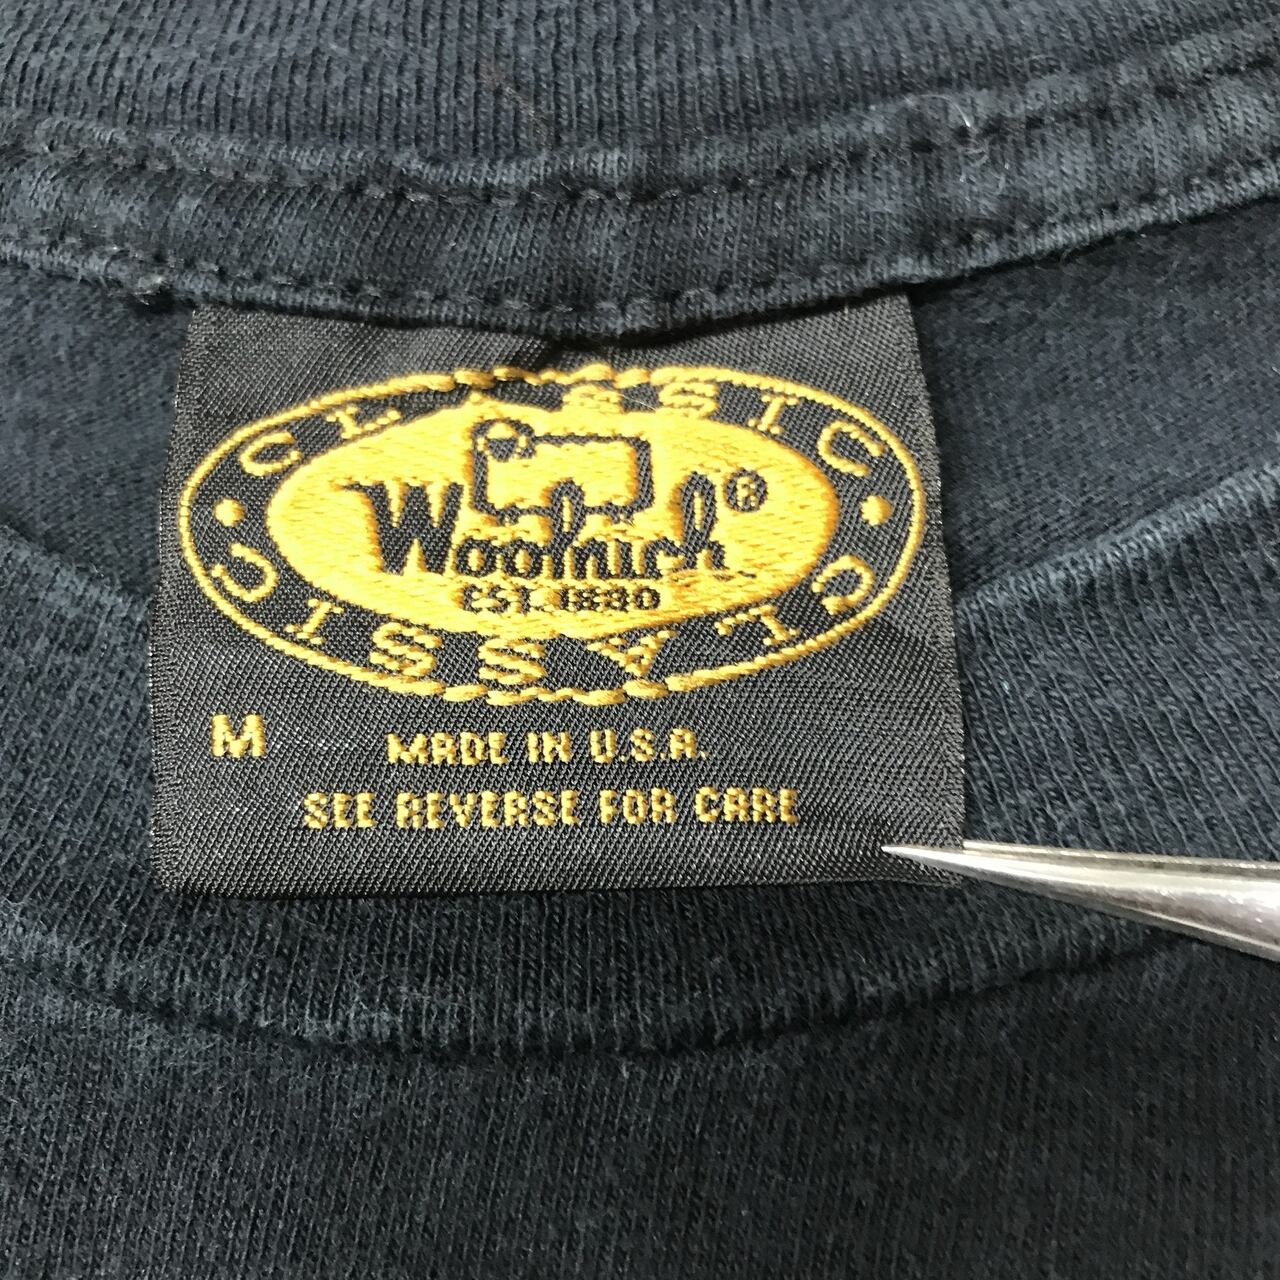 CLASSIC
Woolrich®
EST. 1830
CLASSIC
M
MADE IN U.S.A.
SEE REVERSE FOR CARE